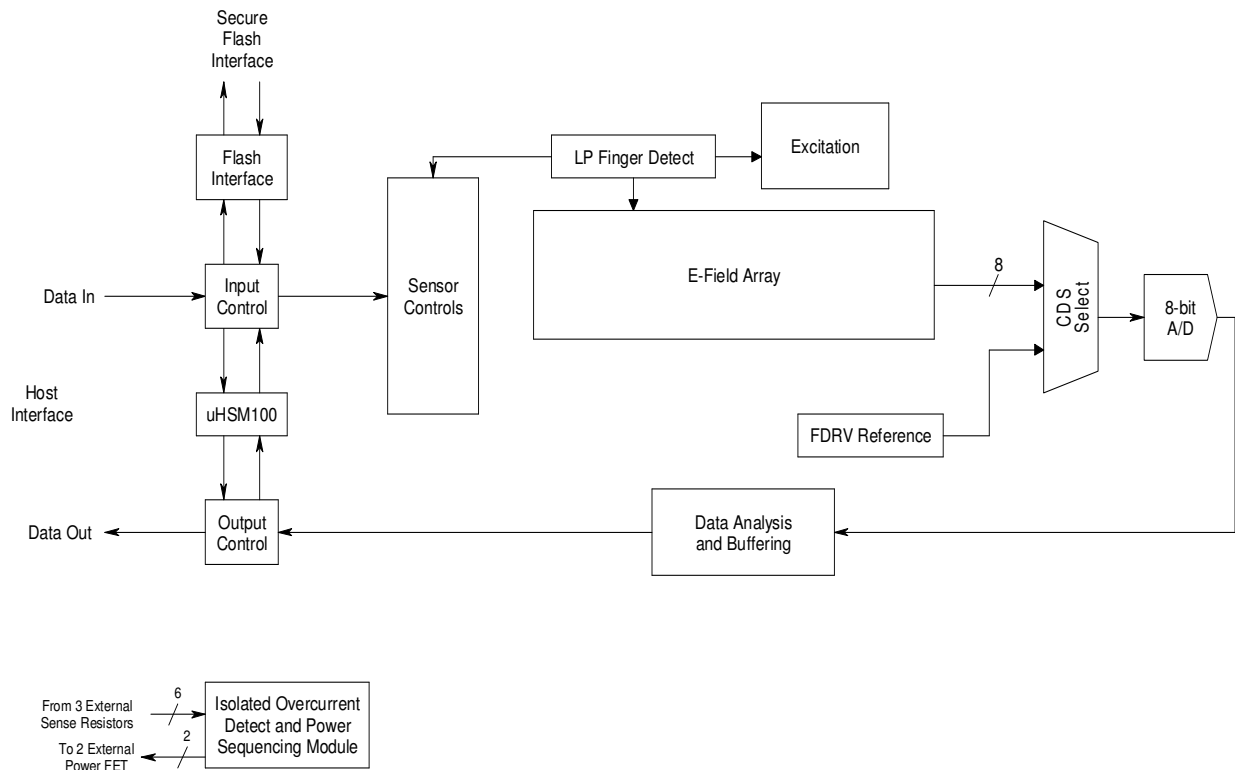 Secure
Flash
Interface
Flash
Interface
LP Finger Detect
Excitation
Data In
Input
Control
Sensor
Controls
E-Field Array
8
CDS
Select
8-bit
A/D
Host
Interface
uHSM100
FDRV Reference
Data Out
Output
Control
Data Analysis
and Buffering
From 3 External
Sense Resistors
6
To 2 External
Power FET
2
Isolated Overcurrent
Detect and Power
Sequencing Module